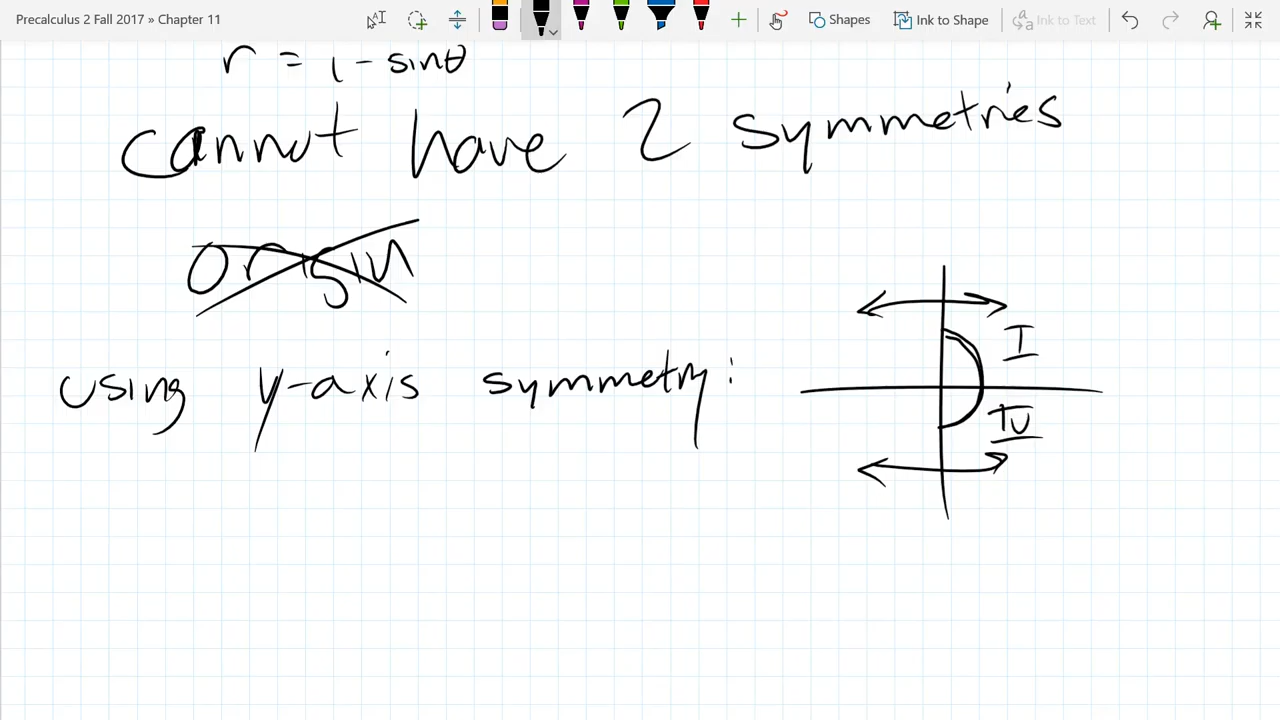 Precalculus 2 Fall 2017 » Chapter 11
Shapes Ink to Shape Ink to Text
r = 1 - sinθ
cannot have 2 symmetries
origin
using y-axis symmetry:
I
IV